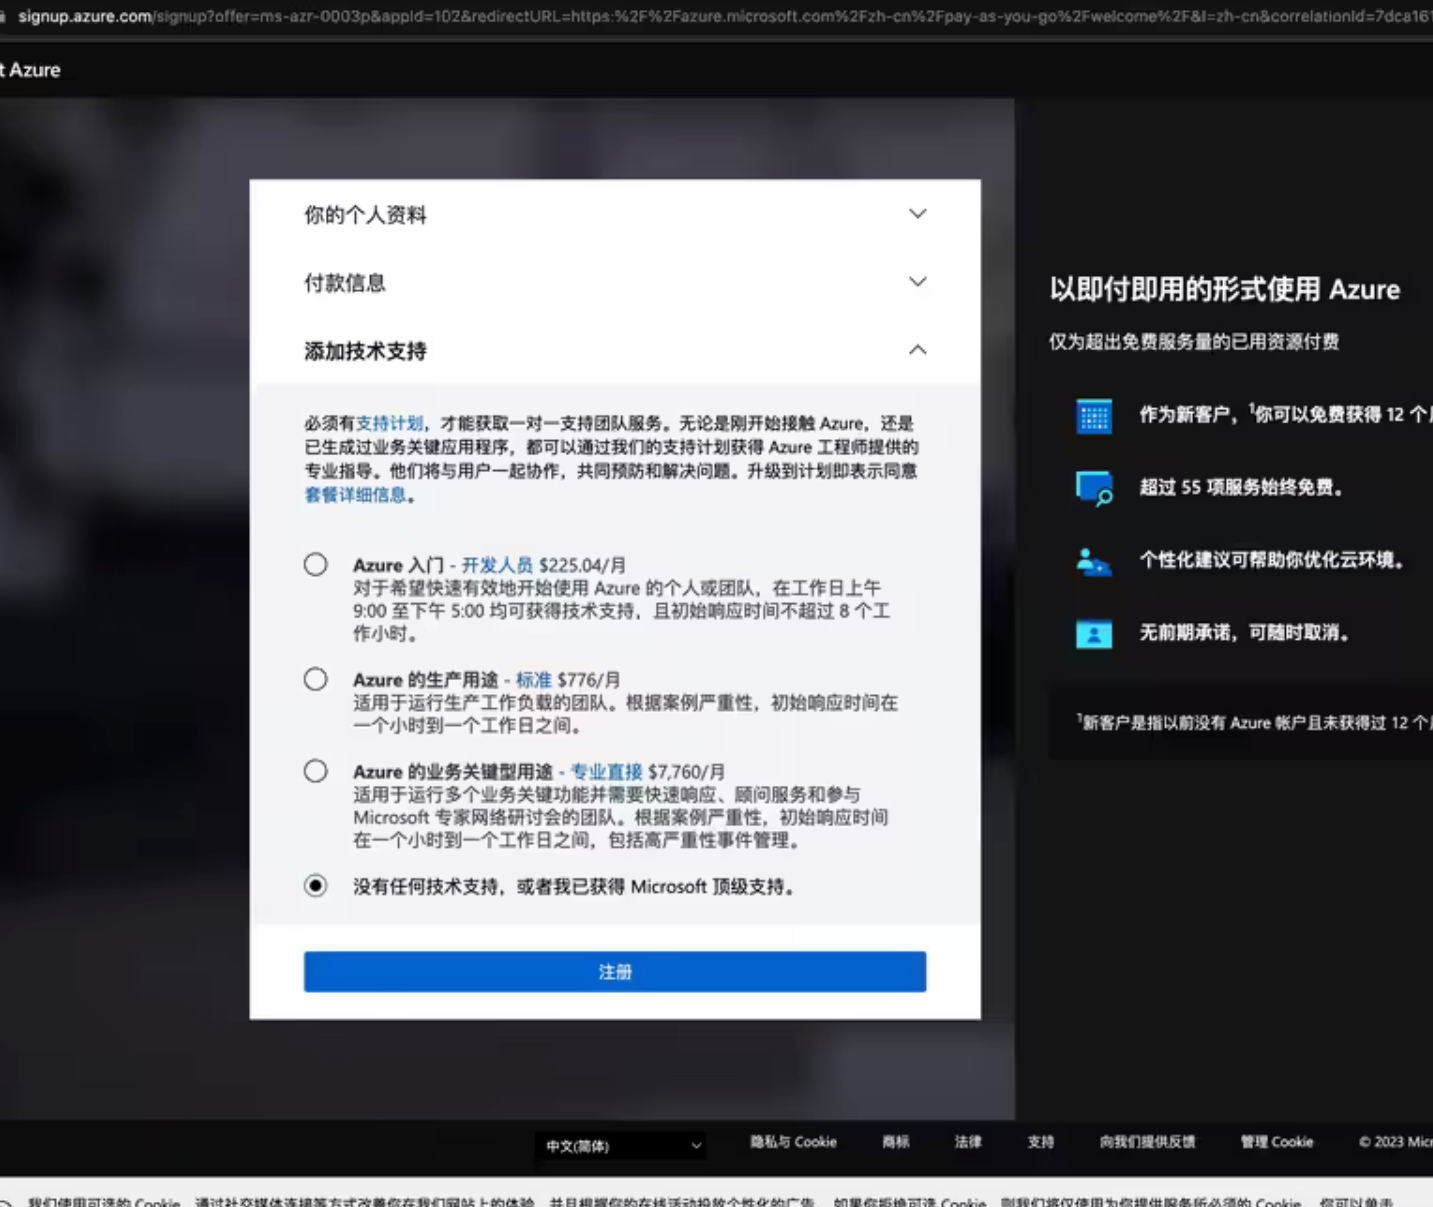 signup.azure.com/signup?offer=ms-azr-0003p&appId=102&redirectURL=https:%2F%2Fazure.microsoft.com%2Fzh-cn%2Fpay-as-you-go%2Fwelcome%2F&l=zh-cn&correlationId=7dca161
t Azure
你的个人资料
付款信息
添加技术支持
必须有支持计划，才能获取一对一支持团队服务。无论是刚开始接触 Azure，还是
已生成过业务关键应用程序，都可以通过我们的支持计划获得 Azure 工程师提供的
专业指导。他们将与用户一起协作，共同预防和解决问题。升级到计划即表示同意
套餐详细信息。
Azure 入门 - 开发人员 $225.04/月
对于希望快速有效地开始使用 Azure 的个人或团队，在工作日上午
9:00 至下午 5:00 均可获得技术支持，且初始响应时间不超过 8 个工
作小时。
Azure 的生产用途 - 标准 $776/月
适用于运行生产工作负载的团队。根据案例严重性，初始响应时间在
一个小时到一个工作日之间。
Azure 的业务关键型用途 - 专业直接 $7,760/月
适用于运行多个业务关键功能并需要快速响应、顾问服务和参与
Microsoft 专家网络研讨会的团队。根据案例严重性，初始响应时间
在一个小时到一个工作日之间，包括高严重性事件管理。
没有任何技术支持，或者我已获得 Microsoft 顶级支持。
注册
以即付即用的形式使用 Azure
仅为超出免费服务量的已用资源付费
作为新客户，¹你可以免费获得 12 个月
超过 55 项服务始终免费。
个性化建议可帮助你优化云环境。
无前期承诺，可随时取消。
¹新客户是指以前没有 Azure 帐户且未获得过 12 个月
中文(简体)
隐私与 Cookie 商标 法律 支持 向我们提供反馈 管理 Cookie © 2023 Micr
我们使用可选的 Cookie，通过社交媒体连接等方式改善你在我们网站上的体验，并且根据你的在线活动投放个性化的广告。如果你拒绝可选 Cookie，则我们将仅使用为你提供服务所必须的 Cookie。你可以单击